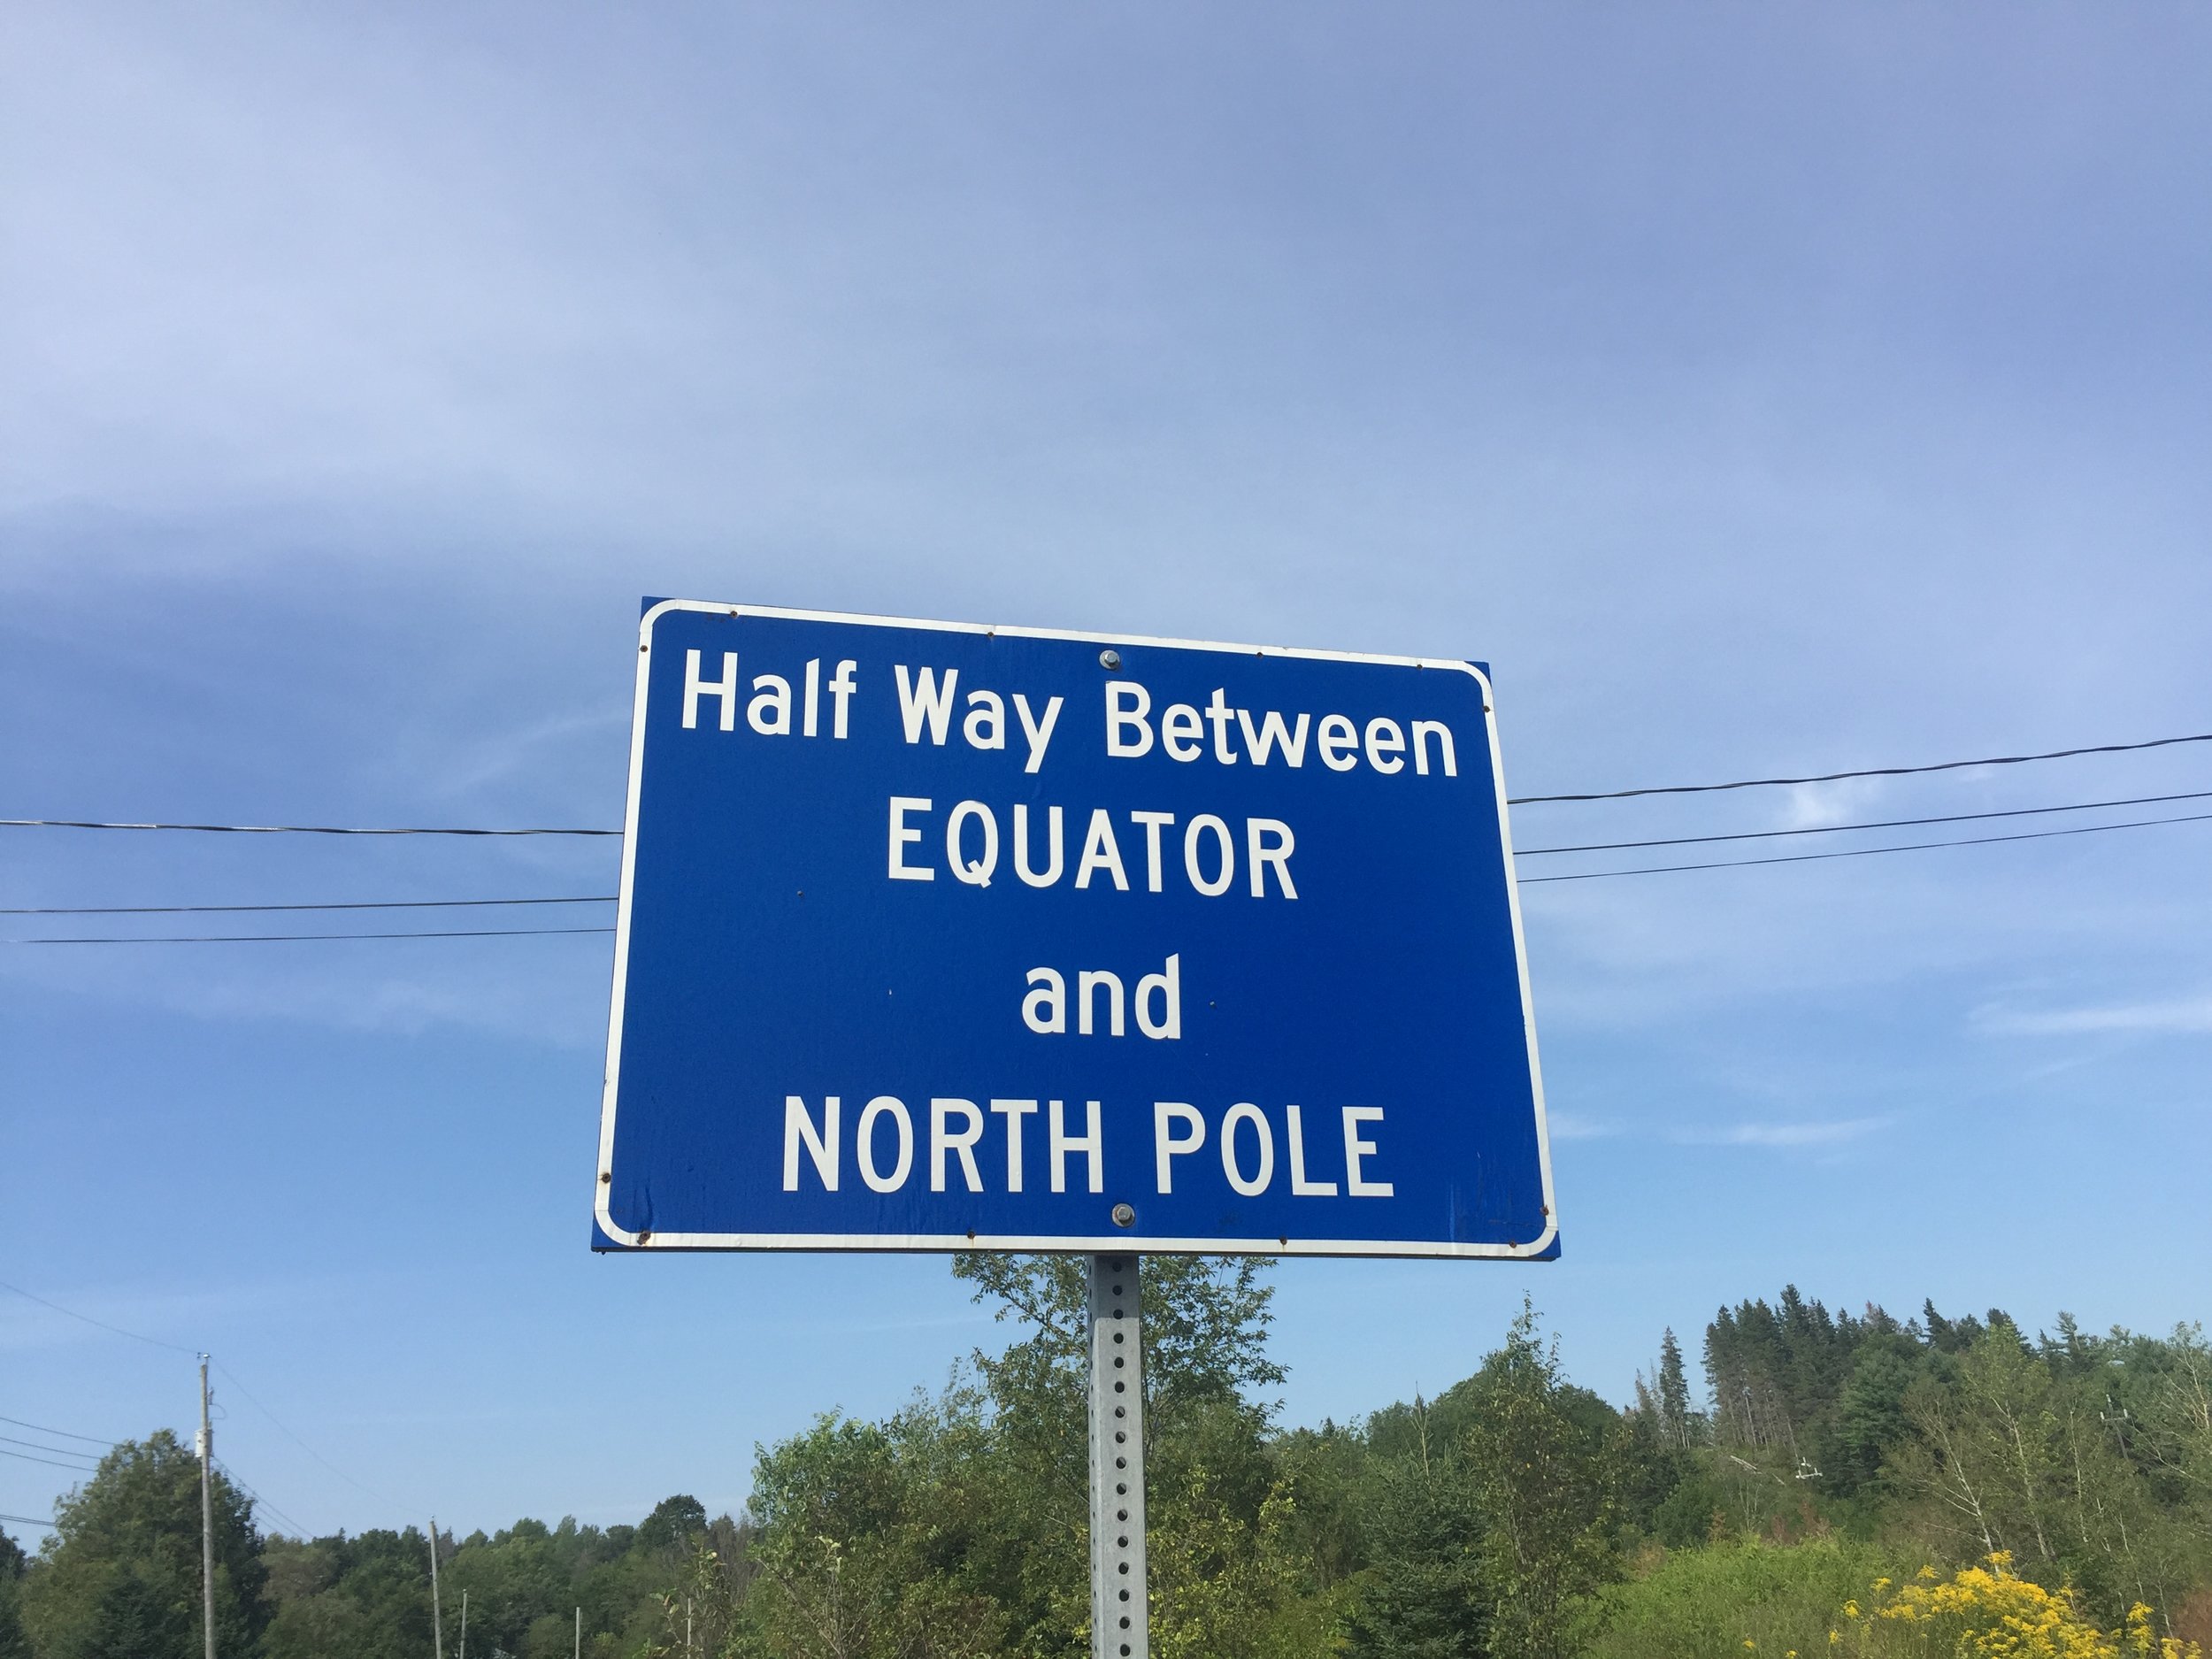 Half Way Between
EQUATOR
and
NORTH POLE